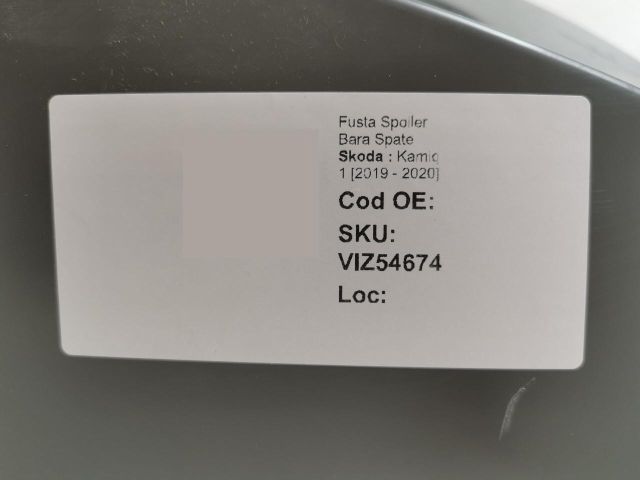 Fusta Spoiler
Bara Spate
Skoda : Kamiq
1 [2019 - 2020]
Cod OE:
SKU:
VIZ54674
Loc: